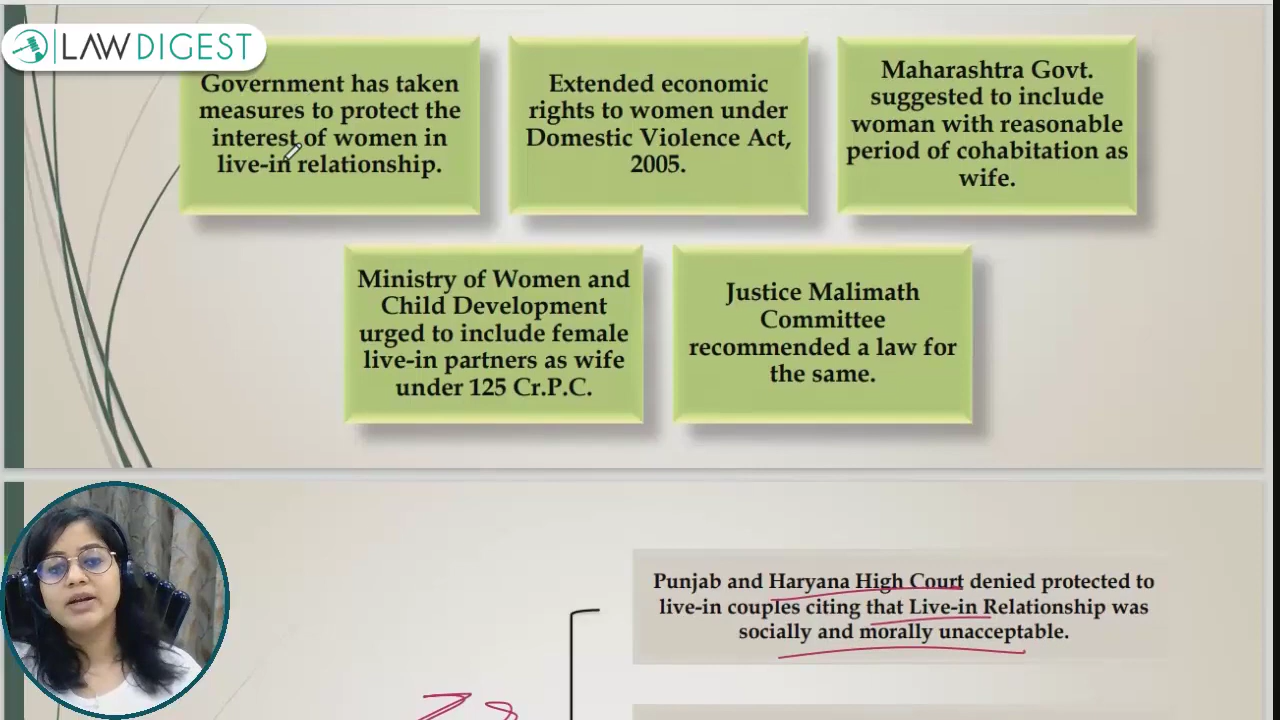 LAW DIGEST
Government has taken
measures to protect the
interest of women in
live-in relationship.
Extended economic
rights to women under
Domestic Violence Act,
2005.
Maharashtra Govt.
suggested to include
woman with reasonable
period of cohabitation as
wife.
Ministry of Women and
Child Development
urged to include female
live-in partners as wife
under 125 Cr.P.C.
Justice Malimath
Committee
recommended a law for
the same.
Punjab and Haryana High Court denied protected to
live-in couples citing that Live-in Relationship was
socially and morally unacceptable.